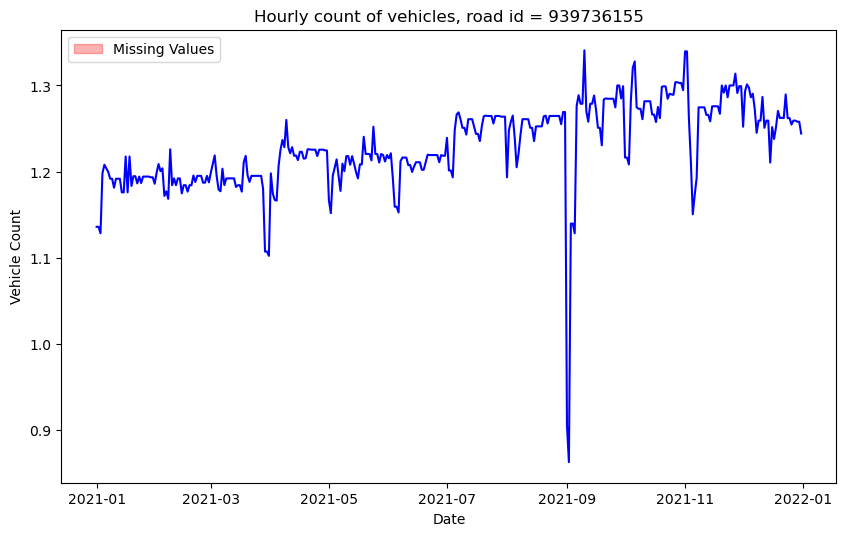 Hourly count of vehicles, road id = 939736155
Missing Values
Vehicle Count
1.3
1.2
1.1
1.0
0.9
2021-01 2021-03 2021-05 2021-07 2021-09 2021-11 2022-01
Date